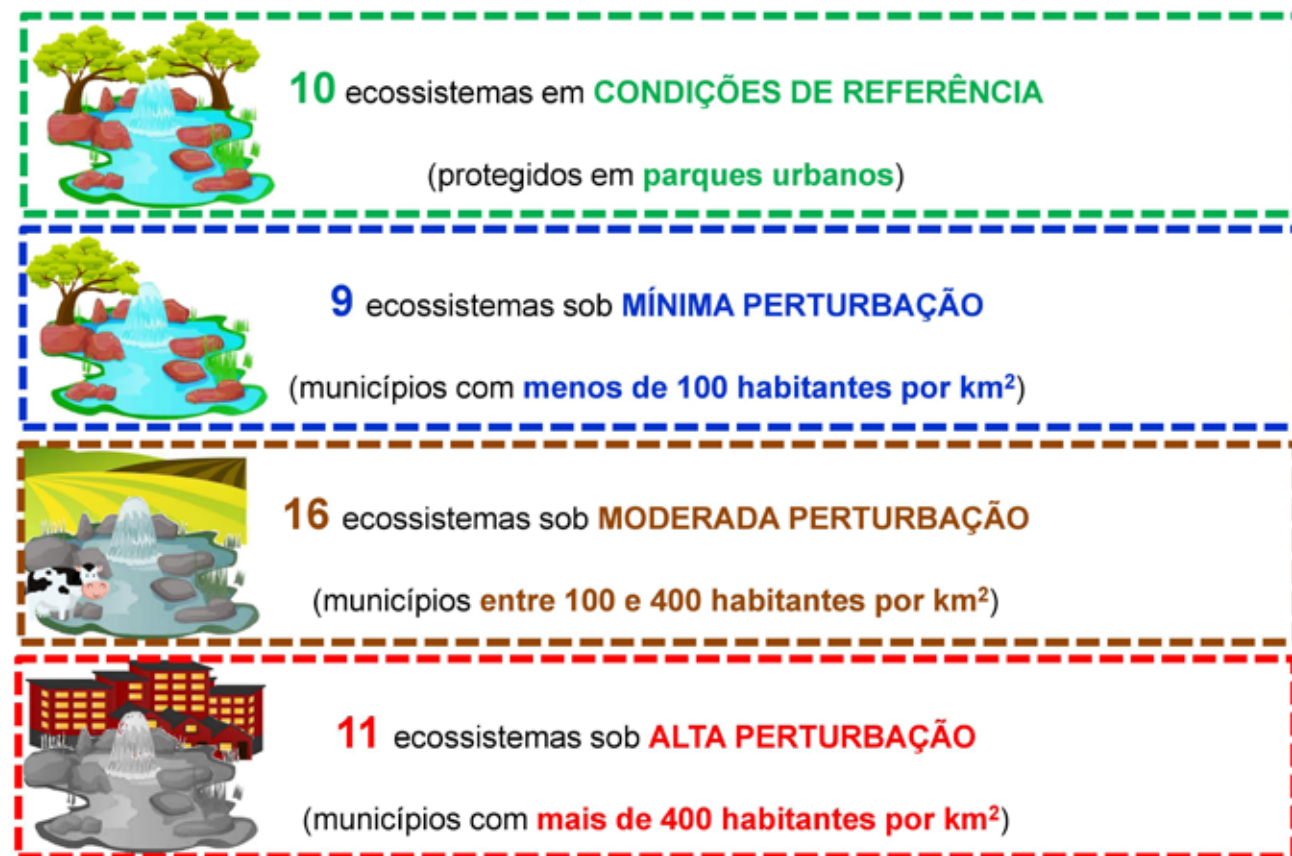 10 ecossistemas em CONDIÇÕES DE REFERÊNCIA
(protegidos em parques urbanos)
9 ecossistemas sob MÍNIMA PERTURBAÇÃO
(municípios com menos de 100 habitantes por km²)
16 ecossistemas sob MODERADA PERTURBAÇÃO
(municípios entre 100 e 400 habitantes por km²)
11 ecossistemas sob ALTA PERTURBAÇÃO
(municípios com mais de 400 habitantes por km²)